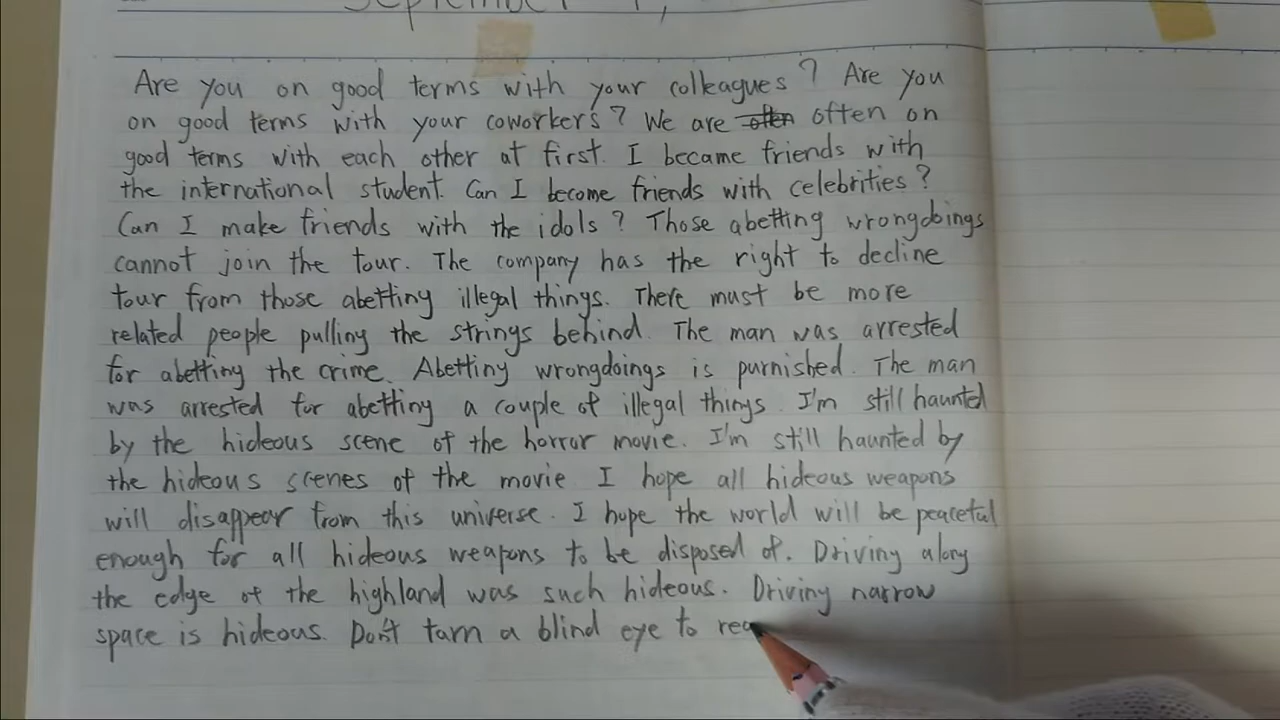 September 4,
Are you on good terms with your colleagues? Are you
on good terms with your coworkers? We are often often on
good terms with each other at first. I became friends with
the international student. Can I become friends with celebrities?
Can I make friends with the idols? Those abetting wrongdoings
cannot join the tour. The company has the right to decline
tour from those abetting illegal things. There must be more
related people pulling the strings behind. The man was arrested
for abetting the crime. Abetting wrongdoings is purnished. The man
was arrested for abetting a couple of illegal things. I'm still haunted
by the hideous scene of the horror movie. I'm still haunted by
the hideous scenes of the movie. I hope all hideous weapons
will disappear from this universe. I hope the world will be peaceful
enough for all hideous weapons to be disposed of. Driving along
the edge of the highland was such hideous. Driving narrow
space is hideous. Don't turn a blind eye to rea